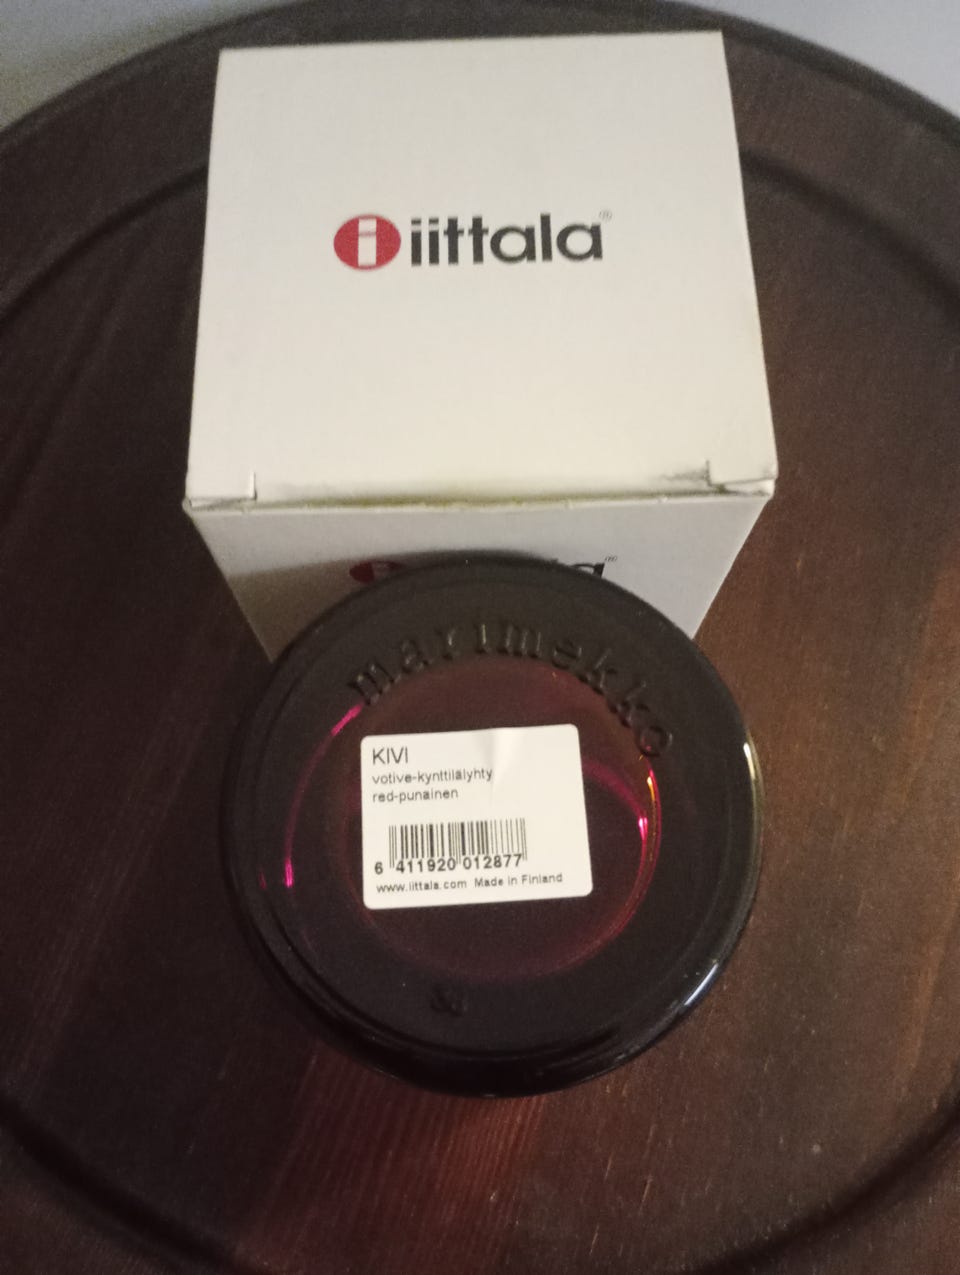 i iittala®
marimekko
KIVI
votive-kynttilälyhty
red-punainen
6 411920 012877
www.iittala.com Made in Finland